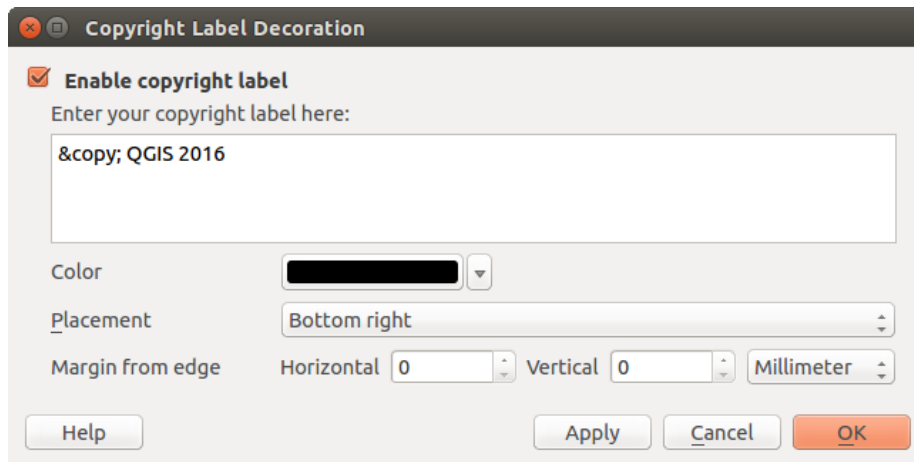 Copyright Label Decoration
Enable copyright label
Enter your copyright label here:
&copy; QGIS 2016
Color
Placement Bottom right
Margin from edge Horizontal 0 Vertical 0 Millimeter
Help Apply Cancel OK